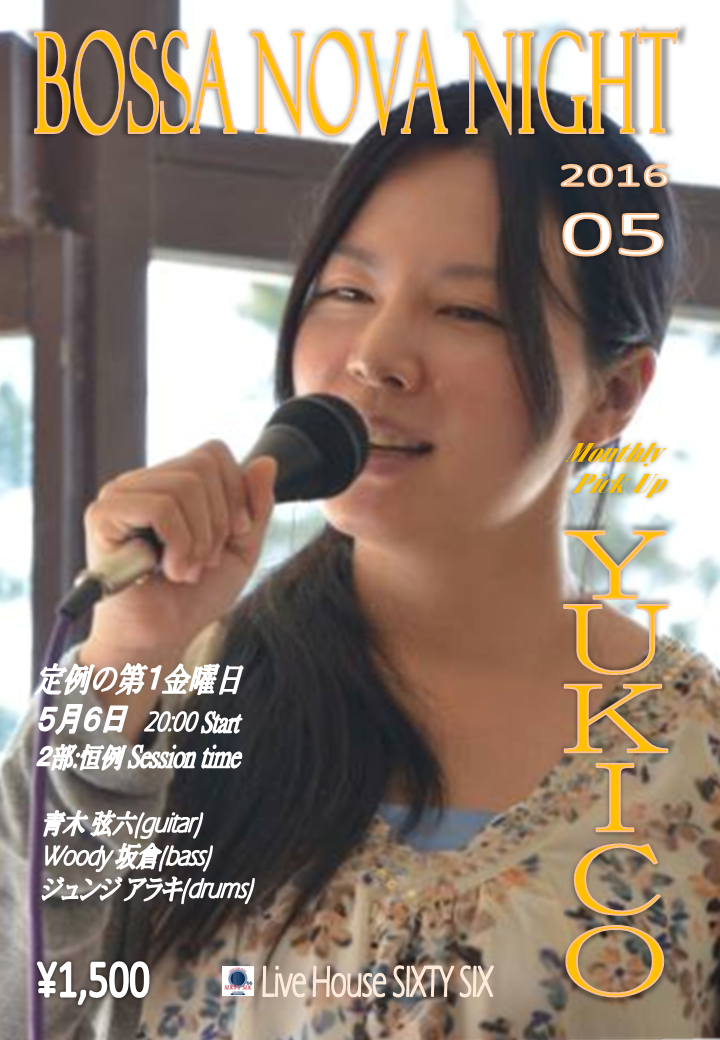 BOSSA NOVA NIGHT
2016
05
Monthly
Pick Up
YUKICO
定例の第1金曜日
5月6日 20:00 Start
2部:恒例 Session time
青木 弦六(guitar)
Woody 坂倉(bass)
ジュンジ アラキ(drums)
¥1,500
SIXTY SIX
Live House SIXTY SIX